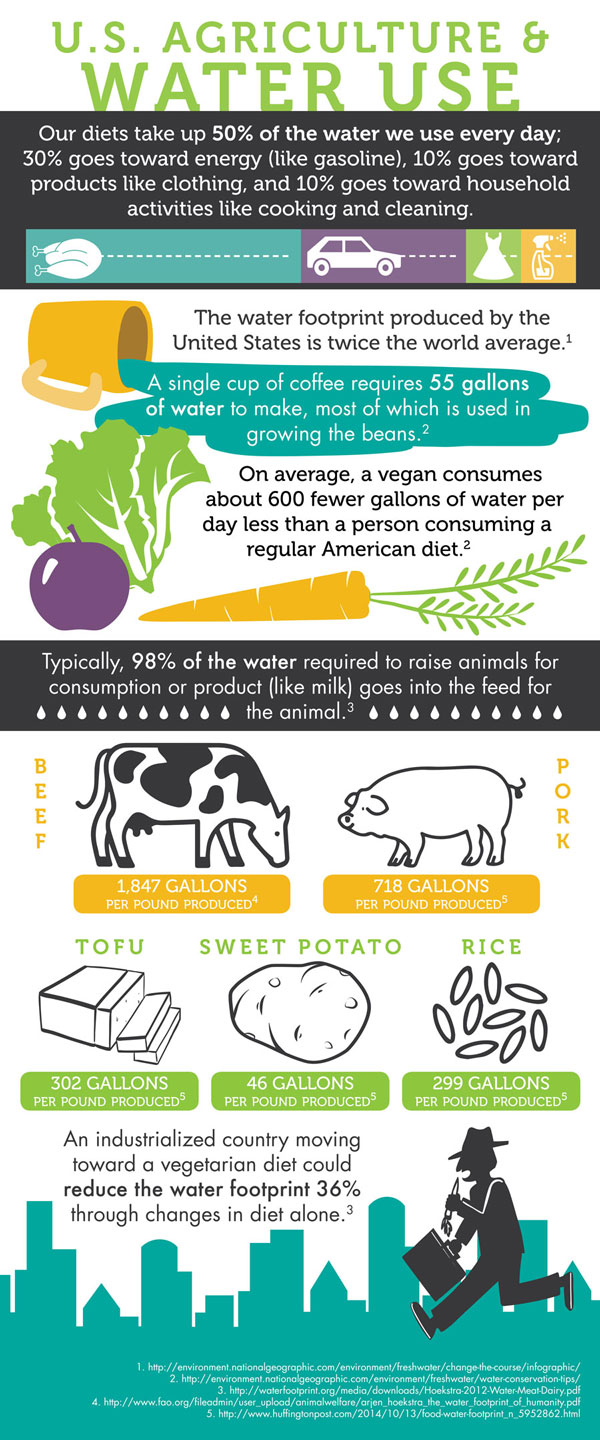 U.S. AGRICULTURE &
WATER USE
Our diets take up 50% of the water we use every day;
30% goes toward energy (like gasoline), 10% goes toward
products like clothing, and 10% goes toward household
activities like cooking and cleaning.
The water footprint produced by the
United States is twice the world average.1
A single cup of coffee requires 55 gallons
of water to make, most of which is used in
growing the beans.2
On average, a vegan consumes
about 600 fewer gallons of water per
day less than a person consuming a
regular American diet.2
Typically, 98% of the water required to raise animals for
consumption or product (like milk) goes into the feed for
the animal.3
BEEF
1,847 GALLONS
PER POUND PRODUCED4
PORK
718 GALLONS
PER POUND PRODUCED5
TOFU
302 GALLONS
PER POUND PRODUCED5
SWEET POTATO
46 GALLONS
PER POUND PRODUCED5
RICE
299 GALLONS
PER POUND PRODUCED5
An industrialized country moving
toward a vegetarian diet could
reduce the water footprint 36%
through changes in diet alone.3
1. http://environment.nationalgeographic.com/environment/freshwater/change-the-course/infographic/
2. http://environment.nationalgeographic.com/environment/freshwater/water-conservation-tips/
3. http://waterfootprint.org/media/downloads/Hoekstra-2012-Water-Meat-Dairy.pdf
4. http://www.fao.org/fileadmin/user_upload/animalwelfare/arjen_hoekstra_the_water_footprint_of_humanity.pdf
5. http://www.huffingtonpost.com/2014/10/13/food-water-footprint_n_5952862.html